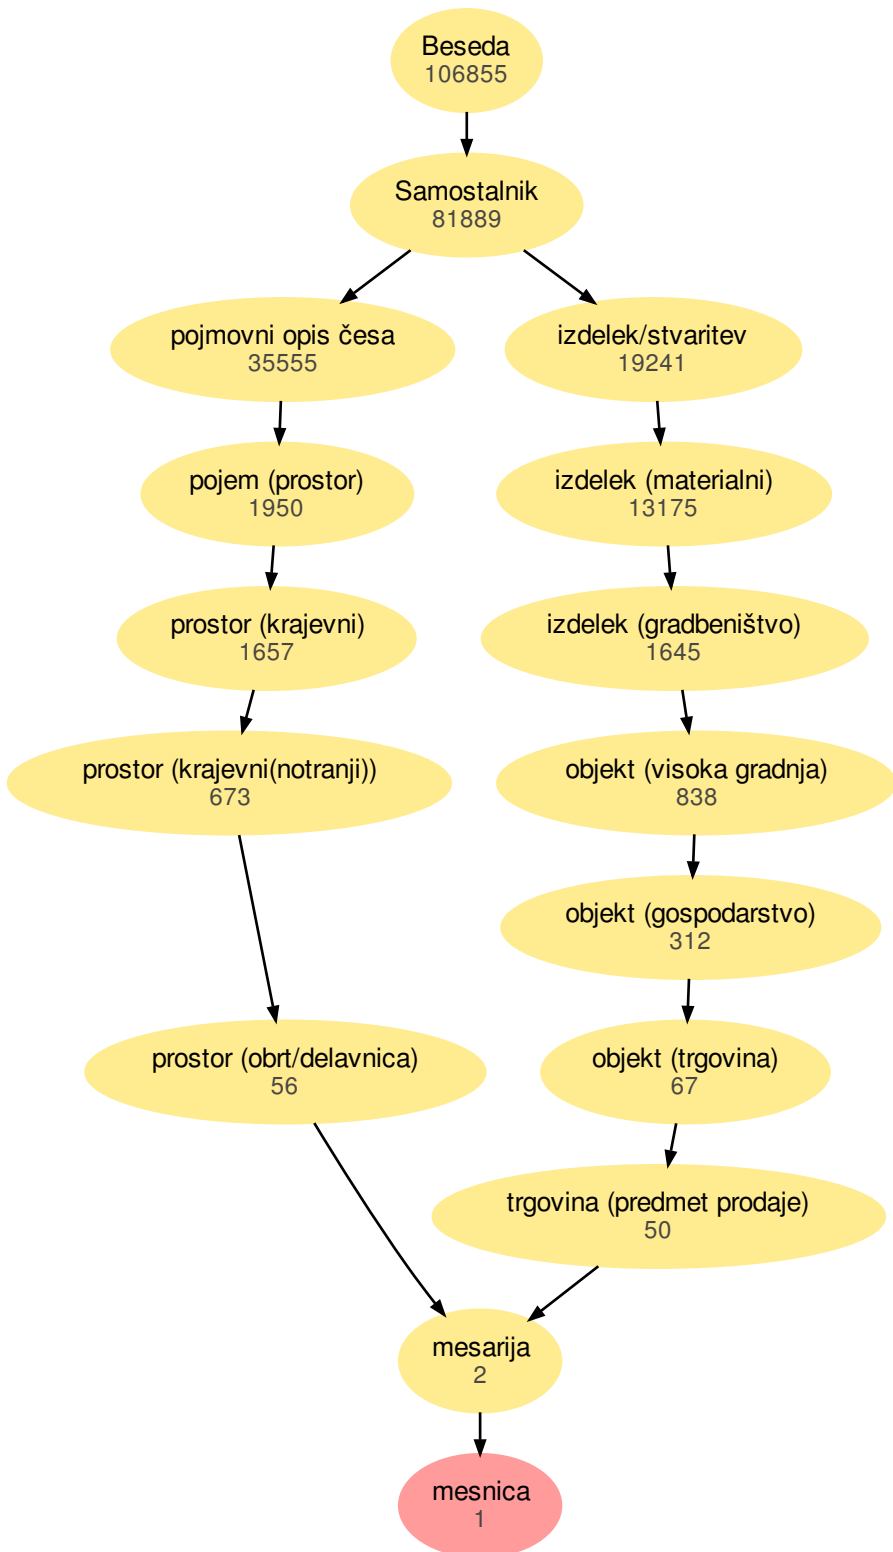 Beseda
106855
Samostalnik
81889
pojmovni opis česa
35555
izdelek/stvaritev
19241
pojem (prostor)
1950
izdelek (materialni)
13175
prostor (krajevni)
1657
izdelek (gradbeništvo)
1645
prostor (krajevni(notranji))
673
objekt (visoka gradnja)
838
objekt (gospodarstvo)
312
prostor (obrt/delavnica)
56
objekt (trgovina)
67
trgovina (predmet prodaje)
50
mesarija
2
mesnica
1